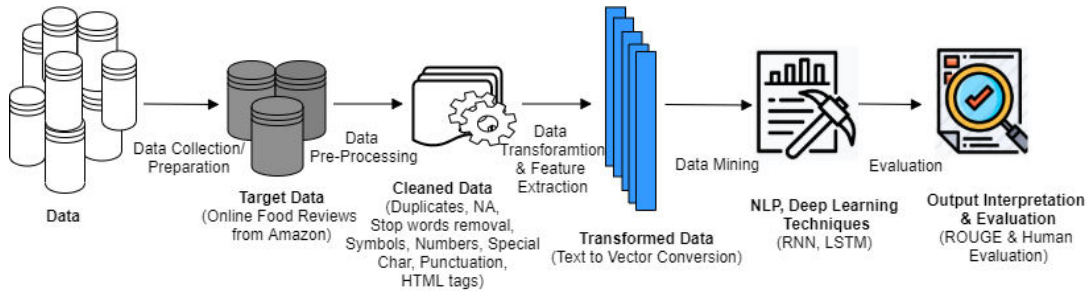 Data
Data Collection/
Preparation
Target Data
(Online Food Reviews
from Amazon)
Data
Pre-Processing
Cleaned Data
(Duplicates, NA,
Stop words removal,
Symbols, Numbers, Special
Char, Punctuation,
HTML tags)
Data
Transforamtion
& Feature
Extraction
Transformed Data
(Text to Vector Conversion)
Data Mining
NLP, Deep Learning
Techniques
(RNN, LSTM)
Evaluation
Output Interpretation
& Evaluation
(ROUGE & Human
Evaluation)